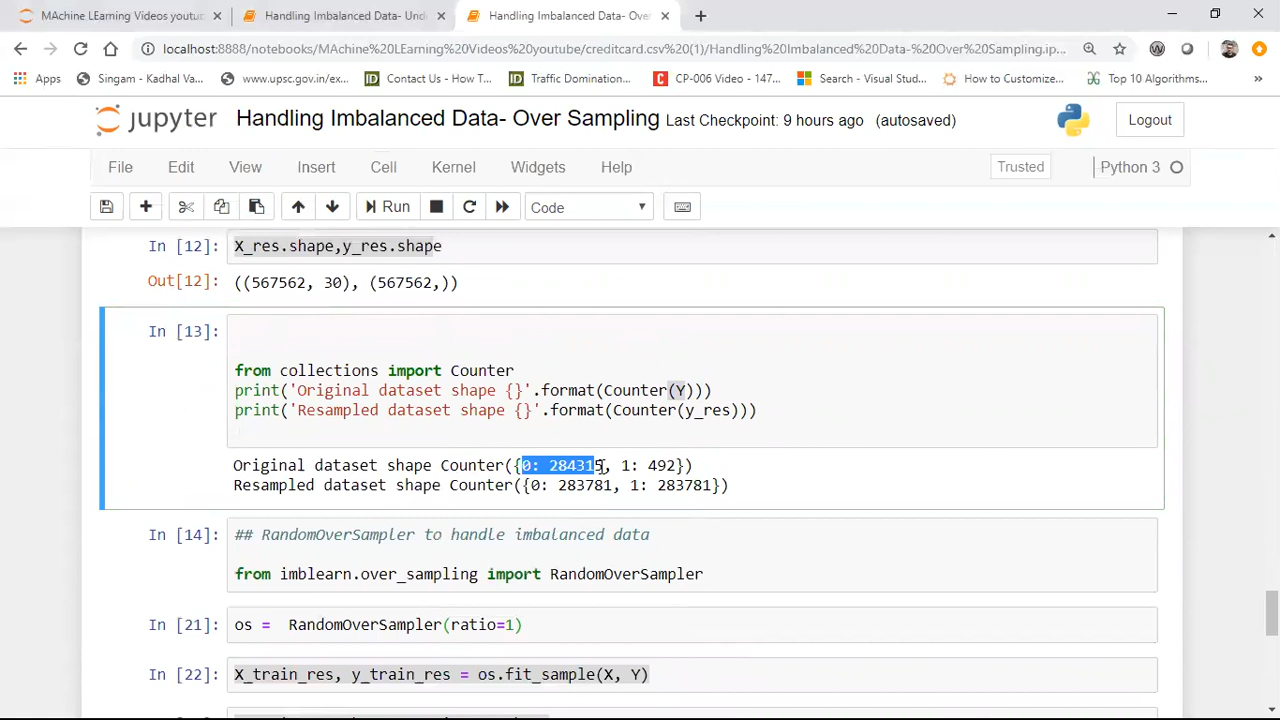 MAchine LEarning Videos youtub
Handling Imbalanced Data- Und
Handling Imbalanced Data- Ove
localhost:8888/notebooks/MAchine%20LEarning%20Videos%20youtube/creditcard.csv%20(1)/Handling%20Imbalanced%20Data-%20Over%20Sampling.ip...
Apps
Singam - Kadhal Va...
www.upsc.gov.in/ex...
Contact Us - How T...
Traffic Domination...
CP-006 Video - 147...
Search - Visual Stud...
How to Customize...
Top 10 Algorithms...
jupyter Handling Imbalanced Data- Over Sampling Last Checkpoint: 9 hours ago (autosaved) Logout
File Edit View Insert Cell Kernel Widgets Help Trusted Python 3
Run Code
In [12]: X_res.shape,y_res.shape
Out[12]: ((567562, 30), (567562,))
In [13]:
from collections import Counter
print('Original dataset shape {}'.format(Counter(Y)))
print('Resampled dataset shape {}'.format(Counter(y_res)))
Original dataset shape Counter({0: 284315, 1: 492})
Resampled dataset shape Counter({0: 283781, 1: 283781})
In [14]: ## RandomOverSampler to handle imbalanced data
from imblearn.over_sampling import RandomOverSampler
In [21]: os = RandomOverSampler(ratio=1)
In [22]: X_train_res, y_train_res = os.fit_sample(X, Y)